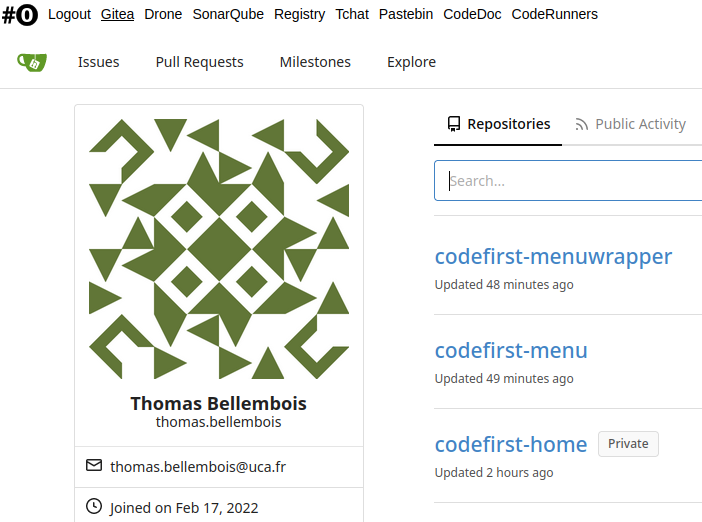 #0 Logout Gitea Drone SonarQube Registry Tchat Pastebin CodeDoc CodeRunners
Issues Pull Requests Milestones Explore
Repositories Public Activity
Search...
codefirst-menuwrapper
Updated 48 minutes ago
codefirst-menu
Updated 49 minutes ago
codefirst-home Private
Updated 2 hours ago
Thomas Bellembois
thomas.bellembois
thomas.bellembois@uca.fr
Joined on Feb 17, 2022